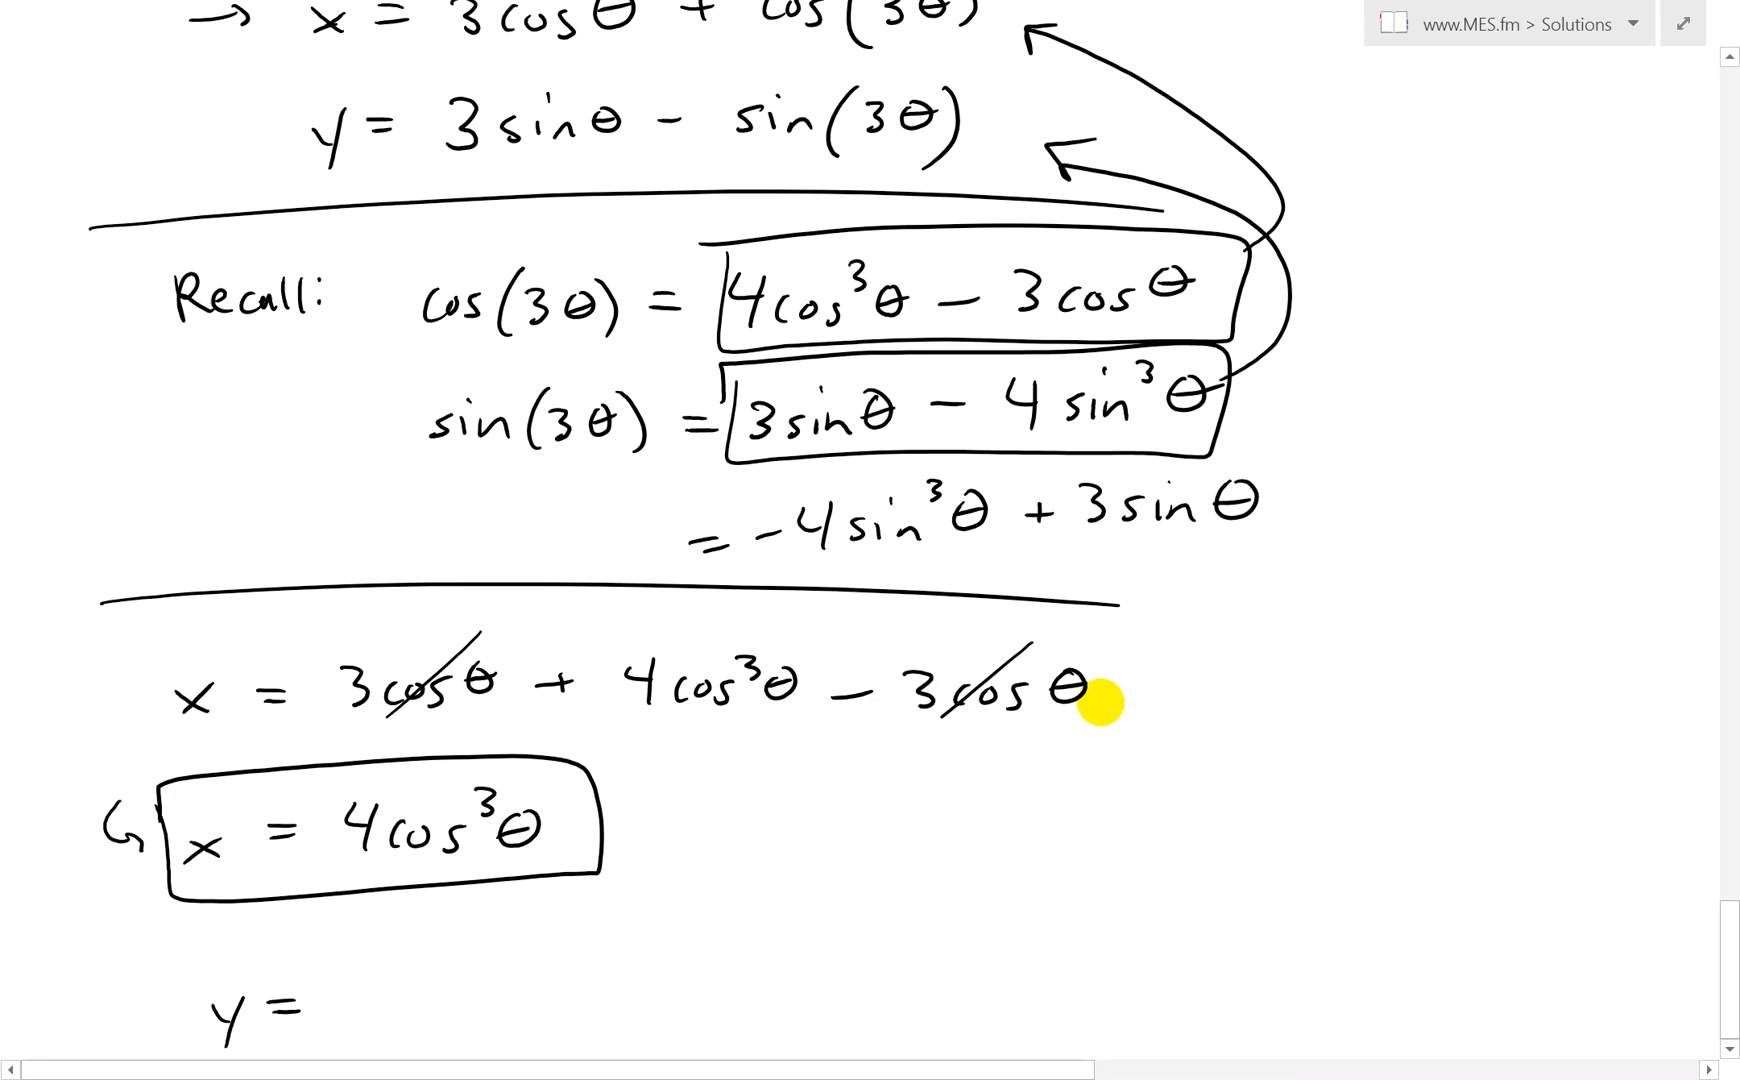 → x = 3cosθ + cos(3θ)
www.MES.fm > Solutions
y = 3sinθ - sin(3θ)
Recall: cos(3θ) = 4cos³θ - 3cosθ
sin(3θ) = 3sinθ - 4sin³θ
= -4sin³θ + 3sinθ
x = 3cosθ + 4cos³θ - 3cosθ
↪ x = 4cos³θ
y =